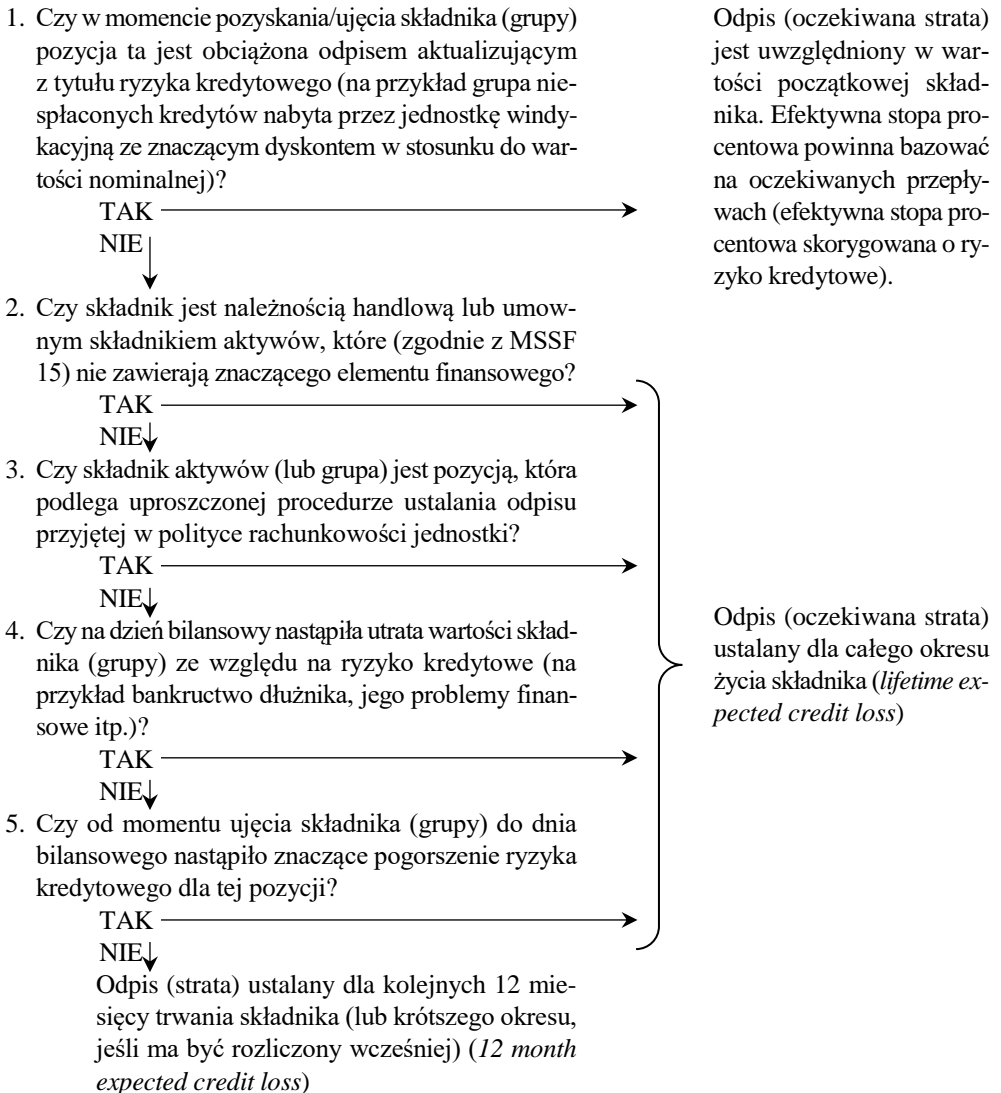 1. Czy w momencie pozyskania/ujęcia składnika (grupy)
pozycja ta jest obciążona odpisem aktualizującym
z tytułu ryzyka kredytowego (na przykład grupa nie-
spłaconych kredytów nabyta przez jednostkę windy-
kacyjną ze znaczącym dyskontem w stosunku do war-
tości nominalnej)?
TAK
NIE
Odpis (oczekiwana strata)
jest uwzględniony w war-
tości początkowej skład-
nika. Efektywna stopa pro-
centowa powinna bazować
na oczekiwanych przepły-
wach (efektywna stopa pro-
centowa skorygowana o ry-
zyko kredytowe).
2. Czy składnik jest należnością handlową lub umow-
nym składnikiem aktywów, które (zgodnie z MSSF
15) nie zawierają znaczącego elementu finansowego?
TAK
NIE
3. Czy składnik aktywów (lub grupa) jest pozycją, która
podlega uproszczonej procedurze ustalania odpisu
przyjętej w polityce rachunkowości jednostki?
TAK
NIE
4. Czy na dzień bilansowy nastąpiła utrata wartości skład-
nika (grupy) ze względu na ryzyko kredytowe (na
przykład bankructwo dłużnika, jego problemy finan-
sowe itp.)?
TAK
NIE
5. Czy od momentu ujęcia składnika (grupy) do dnia
bilansowego nastąpiło znaczące pogorszenie ryzyka
kredytowego dla tej pozycji?
TAK
NIE
Odpis (oczekiwana strata)
ustalany dla całego okresu
życia składnika (lifetime ex-
pected credit loss)
Odpis (strata) ustalany dla kolejnych 12 mie-
sięcy trwania składnika (lub krótszego okresu,
jeśli ma być rozliczony wcześniej) (12 month
expected credit loss)